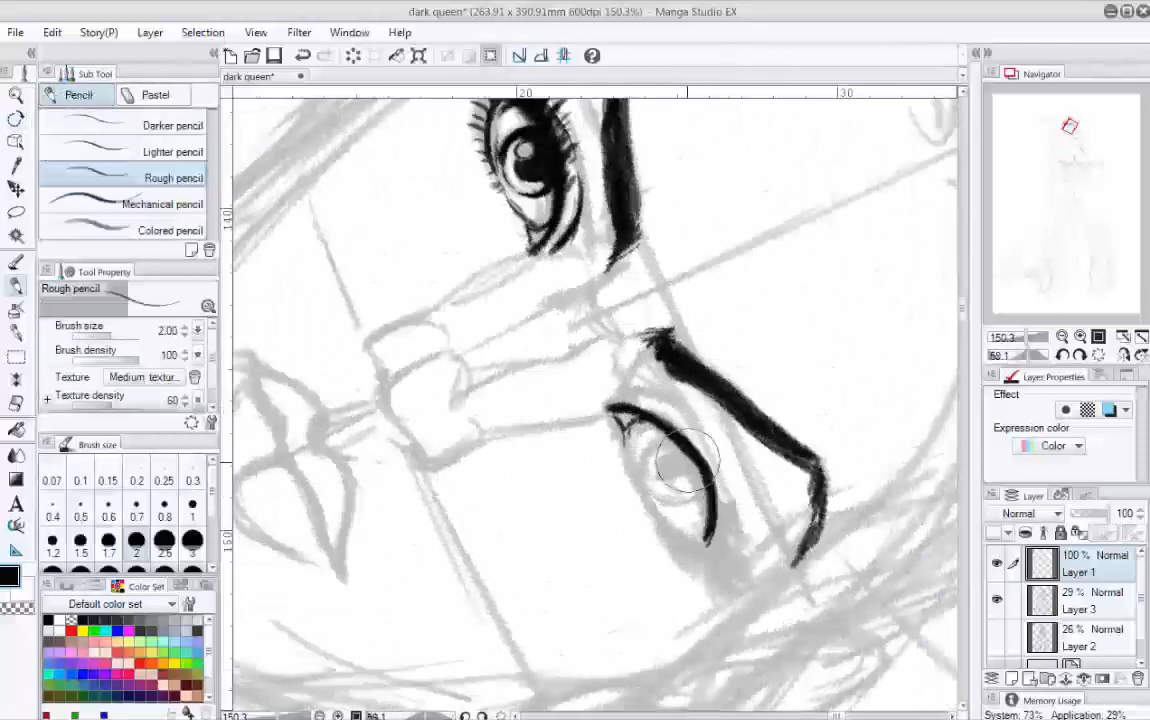 dark queen* (263.91 x 390.91mm 600dpi 150.3%) - Manga Studio EX
File Edit Story(P) Layer Selection View Filter Window Help
Sub Tool
dark queen*
Navigator
Pencil Pastel
20 30
Darker pencil
Lighter pencil
Rough pencil
Mechanical pencil
Colored pencil
140
Tool Property
Rough pencil
Brush size 2.00
Brush density 100
Texture Medium textur...
Texture density 60
150.3
Layer Properties
Effect
Expression color
Color
Brush size
0.07 0.1 0.15 0.2 0.25 0.3
0.4 0.5 0.6 0.7 0.8 1
1.2 1.5 1.7 2 2.5 3
150
Layer
Normal 100
100 % Normal
Layer 1
29 % Normal
Layer 3
26 % Normal
Layer 2
Color Set
Default color set
Memory Usage
System: 73% Application: 29%
150.3